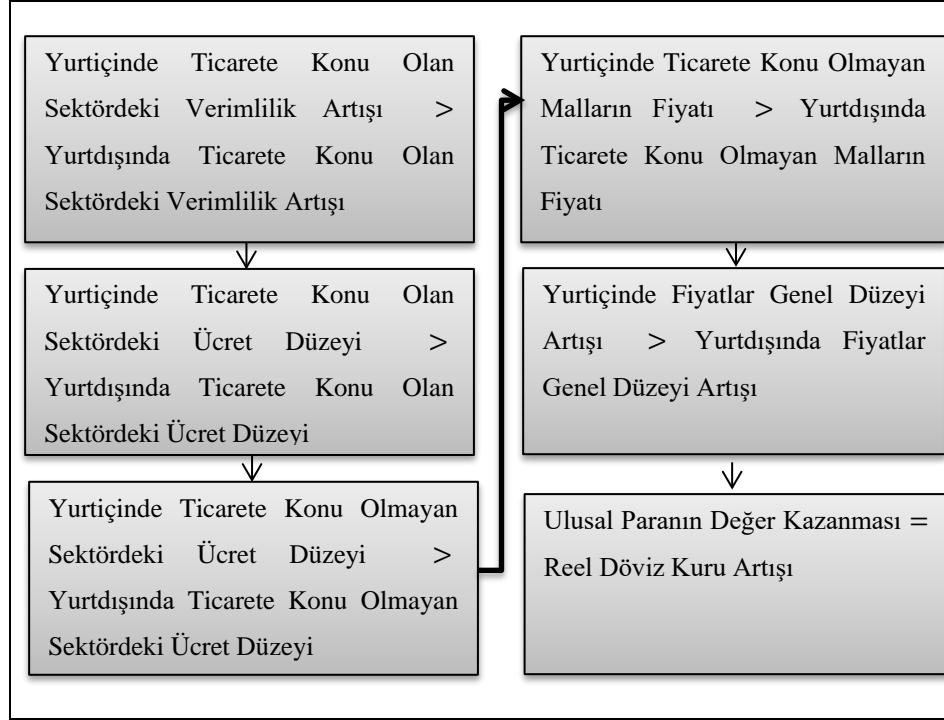 Yurtiçinde Ticarete Konu Olan
Sektördeki Verimlilik Artışı >
Yurtdışında Ticarete Konu Olan
Sektördeki Verimlilik Artışı
Yurtiçinde Ticarete Konu Olan
Sektördeki Ücret Düzeyi >
Yurtdışında Ticarete Konu Olan
Sektördeki Ücret Düzeyi
Yurtiçinde Ticarete Konu Olmayan
Sektördeki Ücret Düzeyi >
Yurtdışında Ticarete Konu Olmayan
Sektördeki Ücret Düzeyi
Yurtiçinde Ticarete Konu Olmayan
Malların Fiyatı > Yurtdışında
Ticarete Konu Olmayan Malların
Fiyatı
Yurtiçinde Fiyatlar Genel Düzeyi
Artışı > Yurtdışında Fiyatlar
Genel Düzeyi Artışı
Ulusal Paranın Değer Kazanması =
Reel Döviz Kuru Artışı